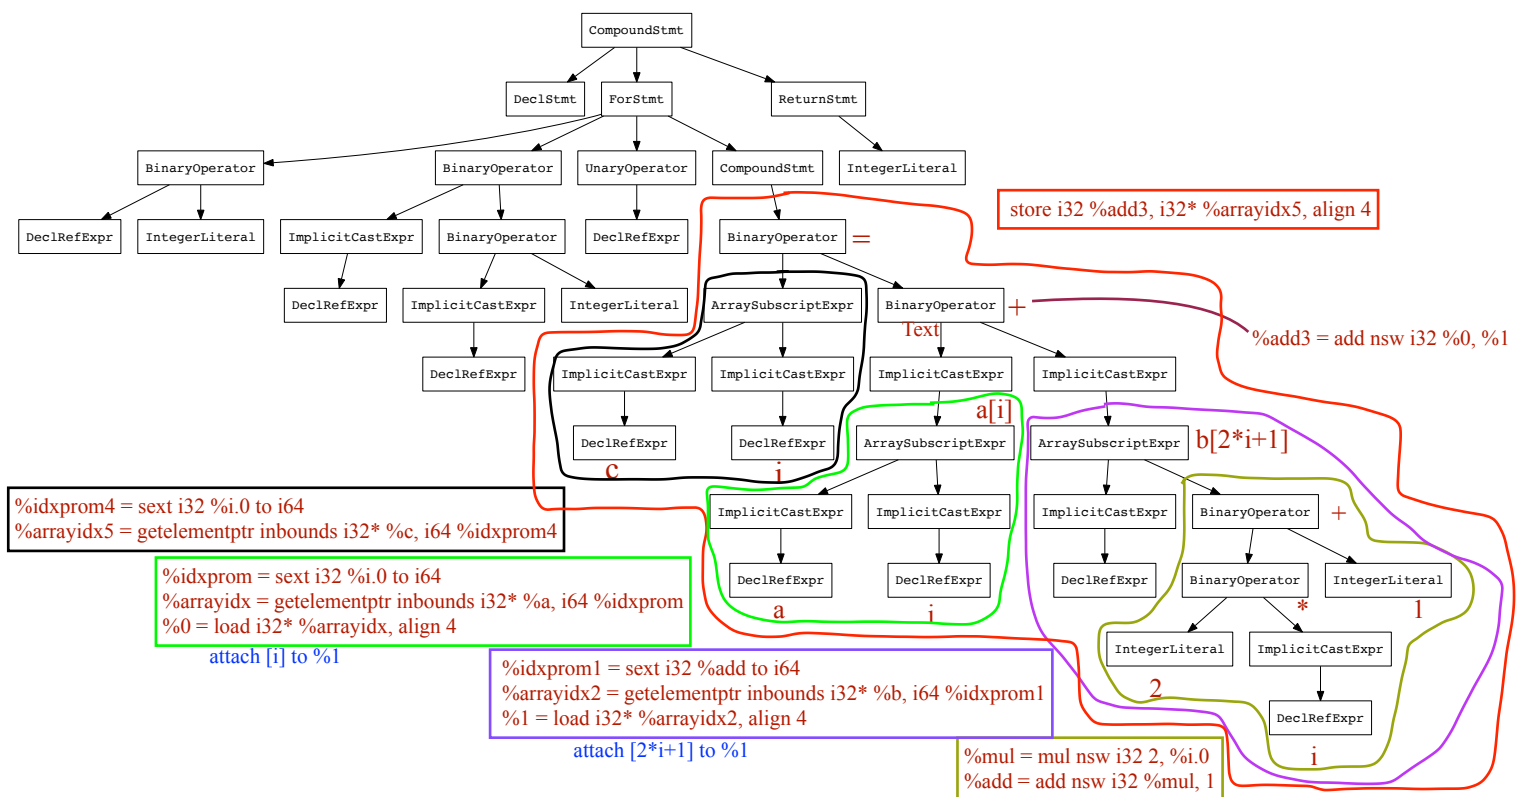 CompoundStmt
DeclStmt
ForStmt
ReturnStmt
BinaryOperator
BinaryOperator
UnaryOperator
CompoundStmt
IntegerLiteral
DeclRefExpr
IntegerLiteral
ImplicitCastExpr
BinaryOperator
DeclRefExpr
BinaryOperator
=
store i32 %add3, i32* %arrayidx5, align 4
DeclRefExpr
ImplicitCastExpr
IntegerLiteral
ArraySubscriptExpr
BinaryOperator
+
Text
%add3 = add nsw i32 %0, %1
DeclRefExpr
ImplicitCastExpr
ImplicitCastExpr
ImplicitCastExpr
ImplicitCastExpr
a[i]
DeclRefExpr
DeclRefExpr
ArraySubscriptExpr
ArraySubscriptExpr
b[2*i+1]
c
i
%idxprom4 = sext i32 %i.0 to i64
%arrayidx5 = getelementptr inbounds i32* %c, i64 %idxprom4
ImplicitCastExpr
ImplicitCastExpr
ImplicitCastExpr
BinaryOperator
+
%idxprom = sext i32 %i.0 to i64
%arrayidx = getelementptr inbounds i32* %a, i64 %idxprom
%0 = load i32* %arrayidx, align 4
attach [i] to %1
DeclRefExpr
DeclRefExpr
DeclRefExpr
BinaryOperator
IntegerLiteral
a
i
*
1
IntegerLiteral
ImplicitCastExpr
%idxprom1 = sext i32 %add to i64
%arrayidx2 = getelementptr inbounds i32* %b, i64 %idxprom1
%1 = load i32* %arrayidx2, align 4
attach [2*i+1] to %1
2
DeclRefExpr
i
%mul = mul nsw i32 2, %i.0
%add = add nsw i32 %mul, 1